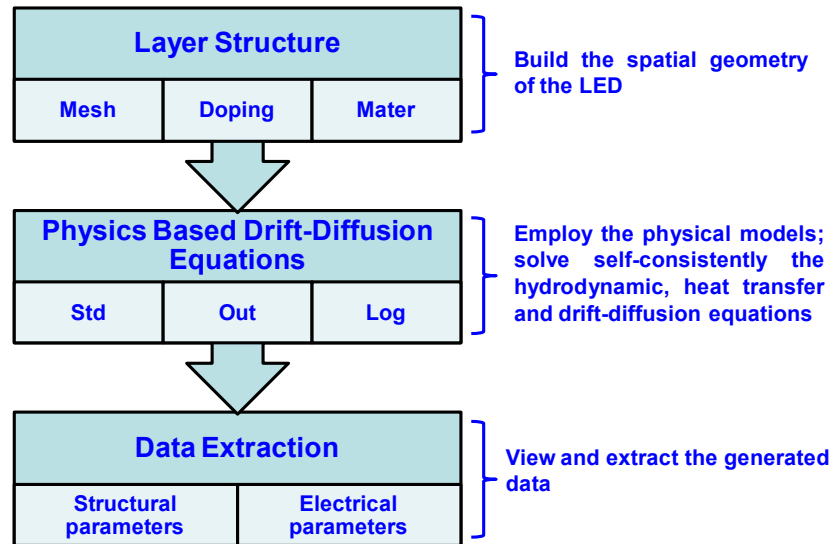 Layer Structure
Mesh
Doping
Mater
Build the spatial geometry
of the LED
Physics Based Drift-Diffusion
Equations
Std
Out
Log
Employ the physical models;
solve self-consistently the
hydrodynamic, heat transfer
and drift-diffusion equations
Data Extraction
Structural
parameters
Electrical
parameters
View and extract the generated
data